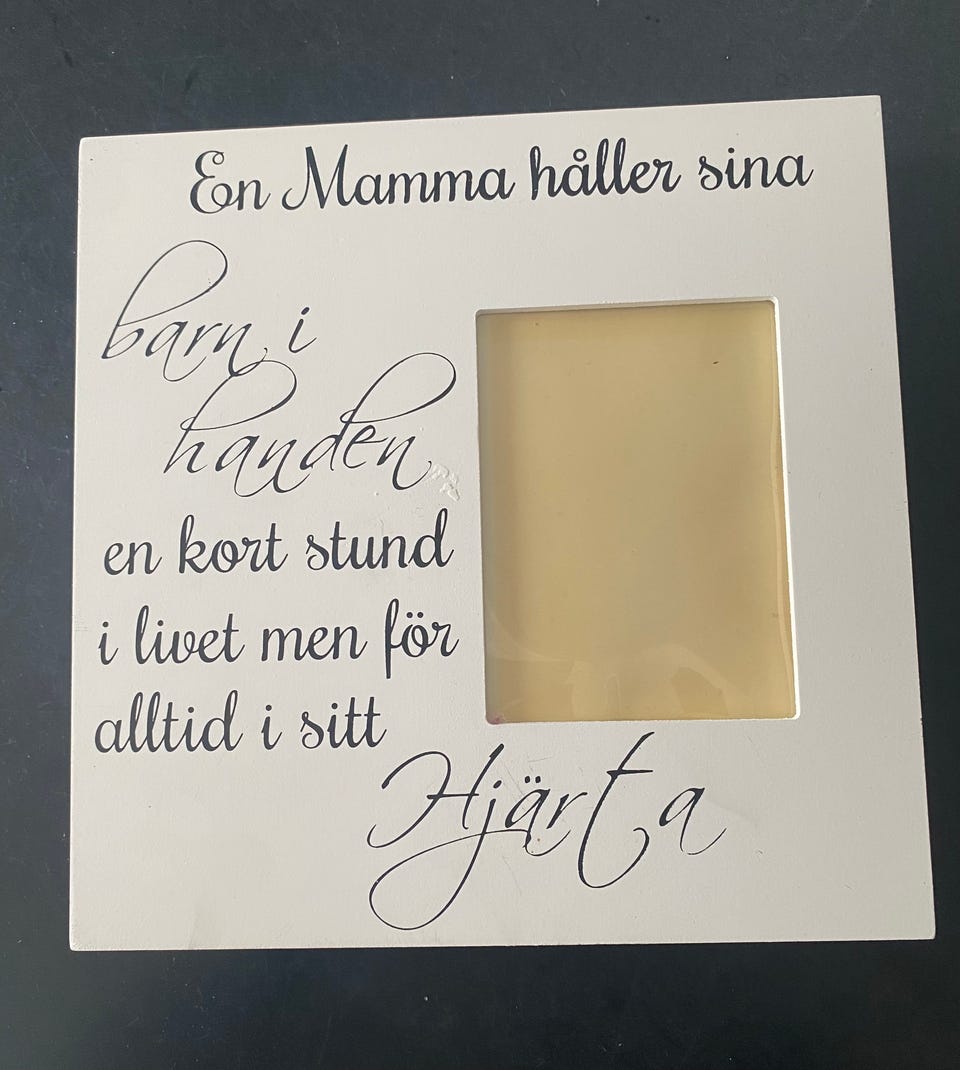 En Mamma håller sina
barn i
handen
en kort stund
i livet men för
alltid i sitt
Hjärta